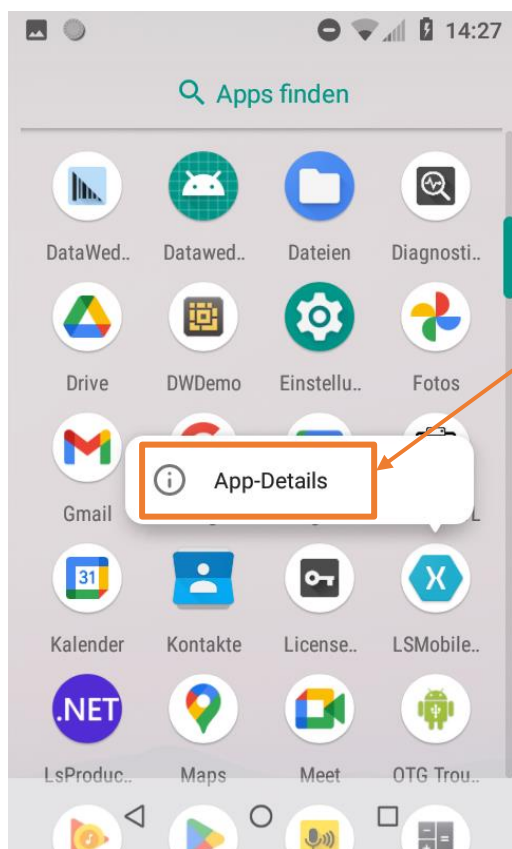 14:27
Apps finden
DataWed..
Datawed..
Dateien
Diagnosti..
Drive
DWDemo
Einstellu..
Fotos
App-Details
Gmail
L
31
X
Kalender
Kontakte
License..
LSMobile..
.NET
LsProduc..
Maps
Meet
OTG Trou..